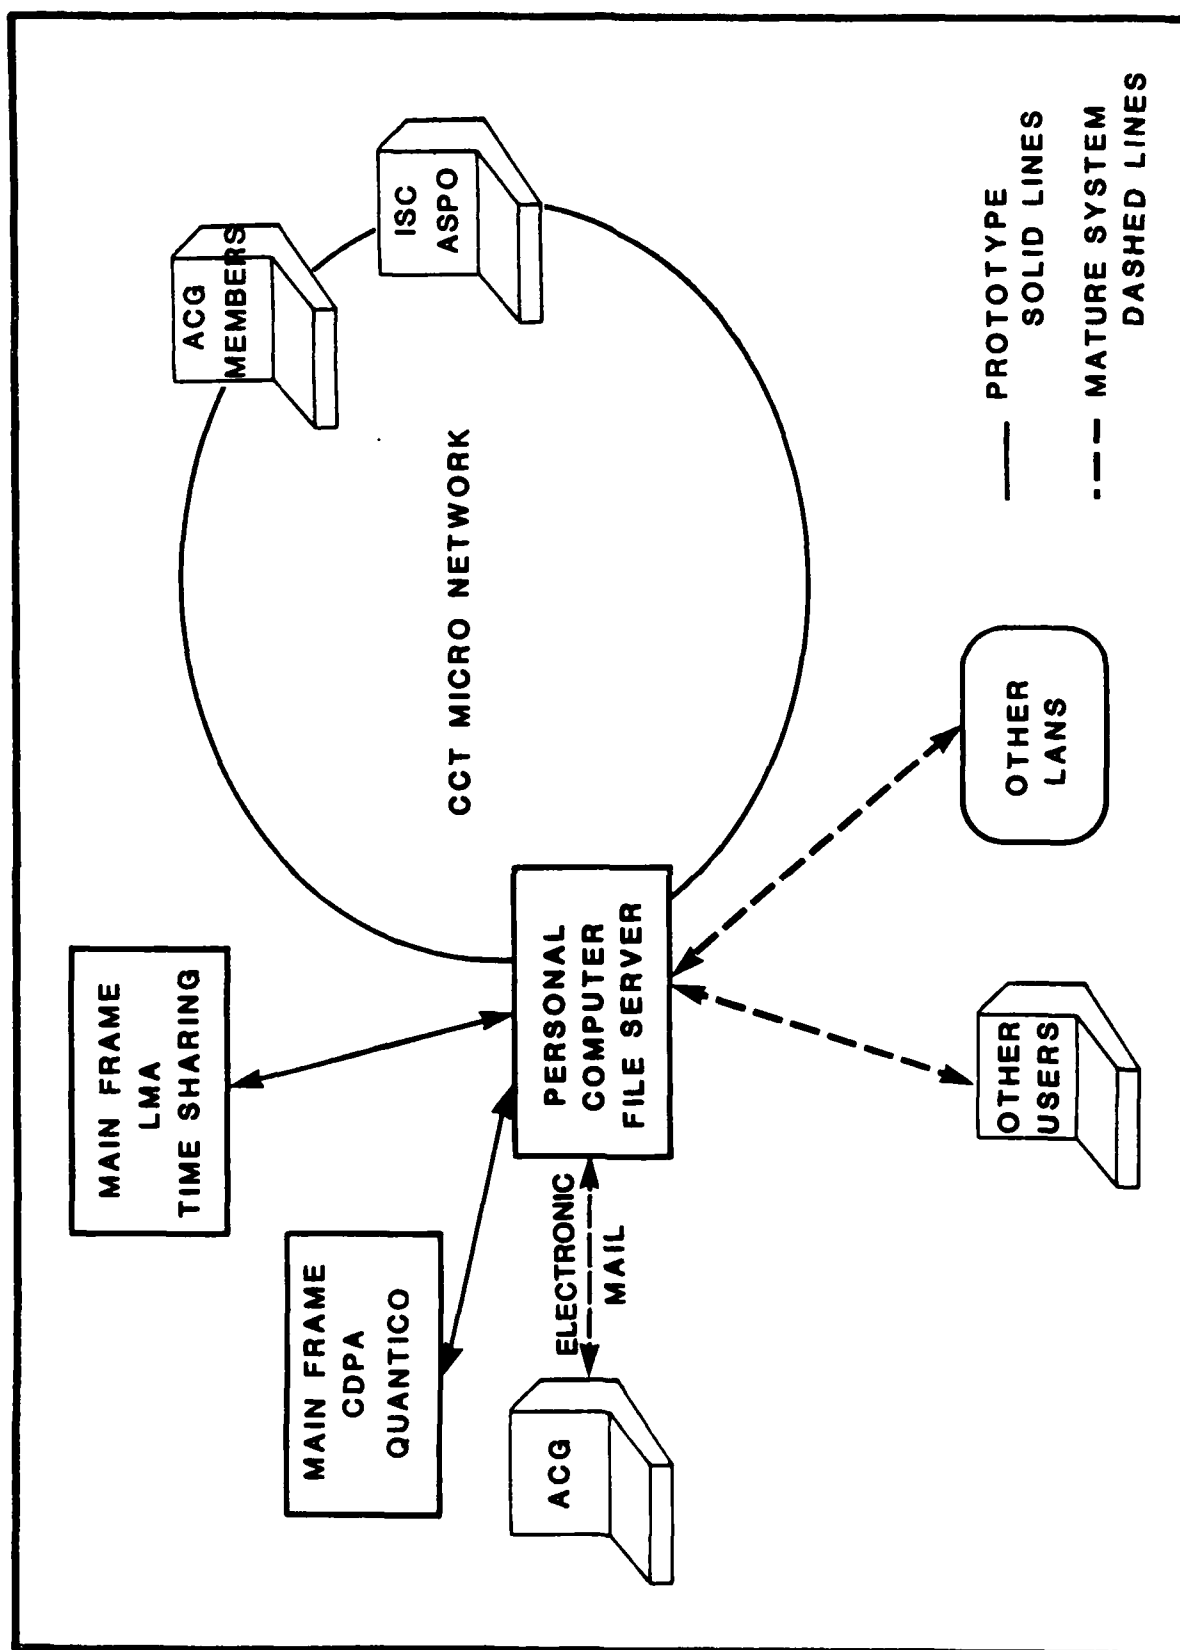 MAIN FRAME
LMA
TIME SHARING
MAIN FRAME
CDPA
QUANTICO
ACG
MEMBERS
ISC
ASPO
CCT MICRO NETWORK
ACG
ELECTRONIC
MAIL
PERSONAL
COMPUTER
FILE SERVER
OTHER
USERS
OTHER
LANS
PROTOTYPE
SOLID LINES
MATURE SYSTEM
DASHED LINES